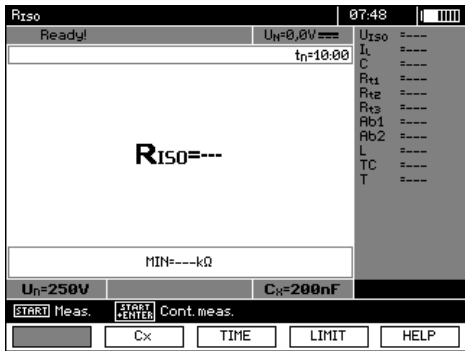 RISO 07:48
Ready! UN=0,0V
tn=10:00
RISO=---
MIN=---kΩ
Un=250V CX=200nF
UISO =---
IL =---
C =---
Rt1 =---
Rt2 =---
Rt3 =---
Ab1 =---
Ab2 =---
L =---
TC =---
T =---
START Meas. START +ENTER Cont. meas.
Cx TIME LIMIT HELP